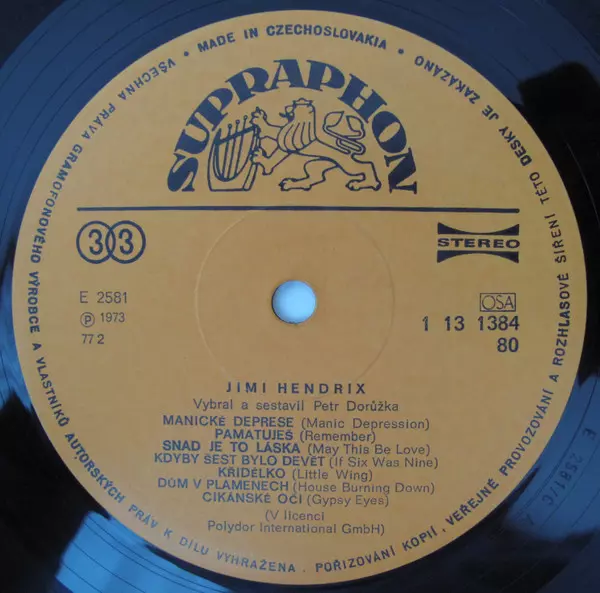 VŠECHNA PRÁVA GRAMOFONOVÉHO VÝROBCE A VLASTNÍKŮ AUTORSKÝCH PRÁV K DÍLU VYHRAŽENA. POŘIZOVÁNÍ KOPIÍ, VEŘEJNÉ PROVOZOVÁNÍ A ROZHLASOVÉ ŠÍŘENÍ TÉTO DESKY JE ZAKÁZÁNO
• MADE IN CZECHOSLOVAKIA •
SUPRAPHON
33
STEREO
E 2581
Ⓟ 1973
77 2
OSA
1 13 1384
80
JIMI HENDRIX
Vybral a sestavil Petr Dorůžka
MANICKÉ DEPRESE (Manic Depression)
PAMATUJEŠ (Remember)
SNAD JE TO LÁSKA (May This Be Love)
KDYBY ŠEST BYLO DEVĚT (If Six Was Nine)
KŘIDÉLKO (Little Wing)
DŮM V PLAMENECH (House Burning Down)
CIKÁNSKÉ OČI (Gypsy Eyes)
(V licenci
Polydor International GmbH)